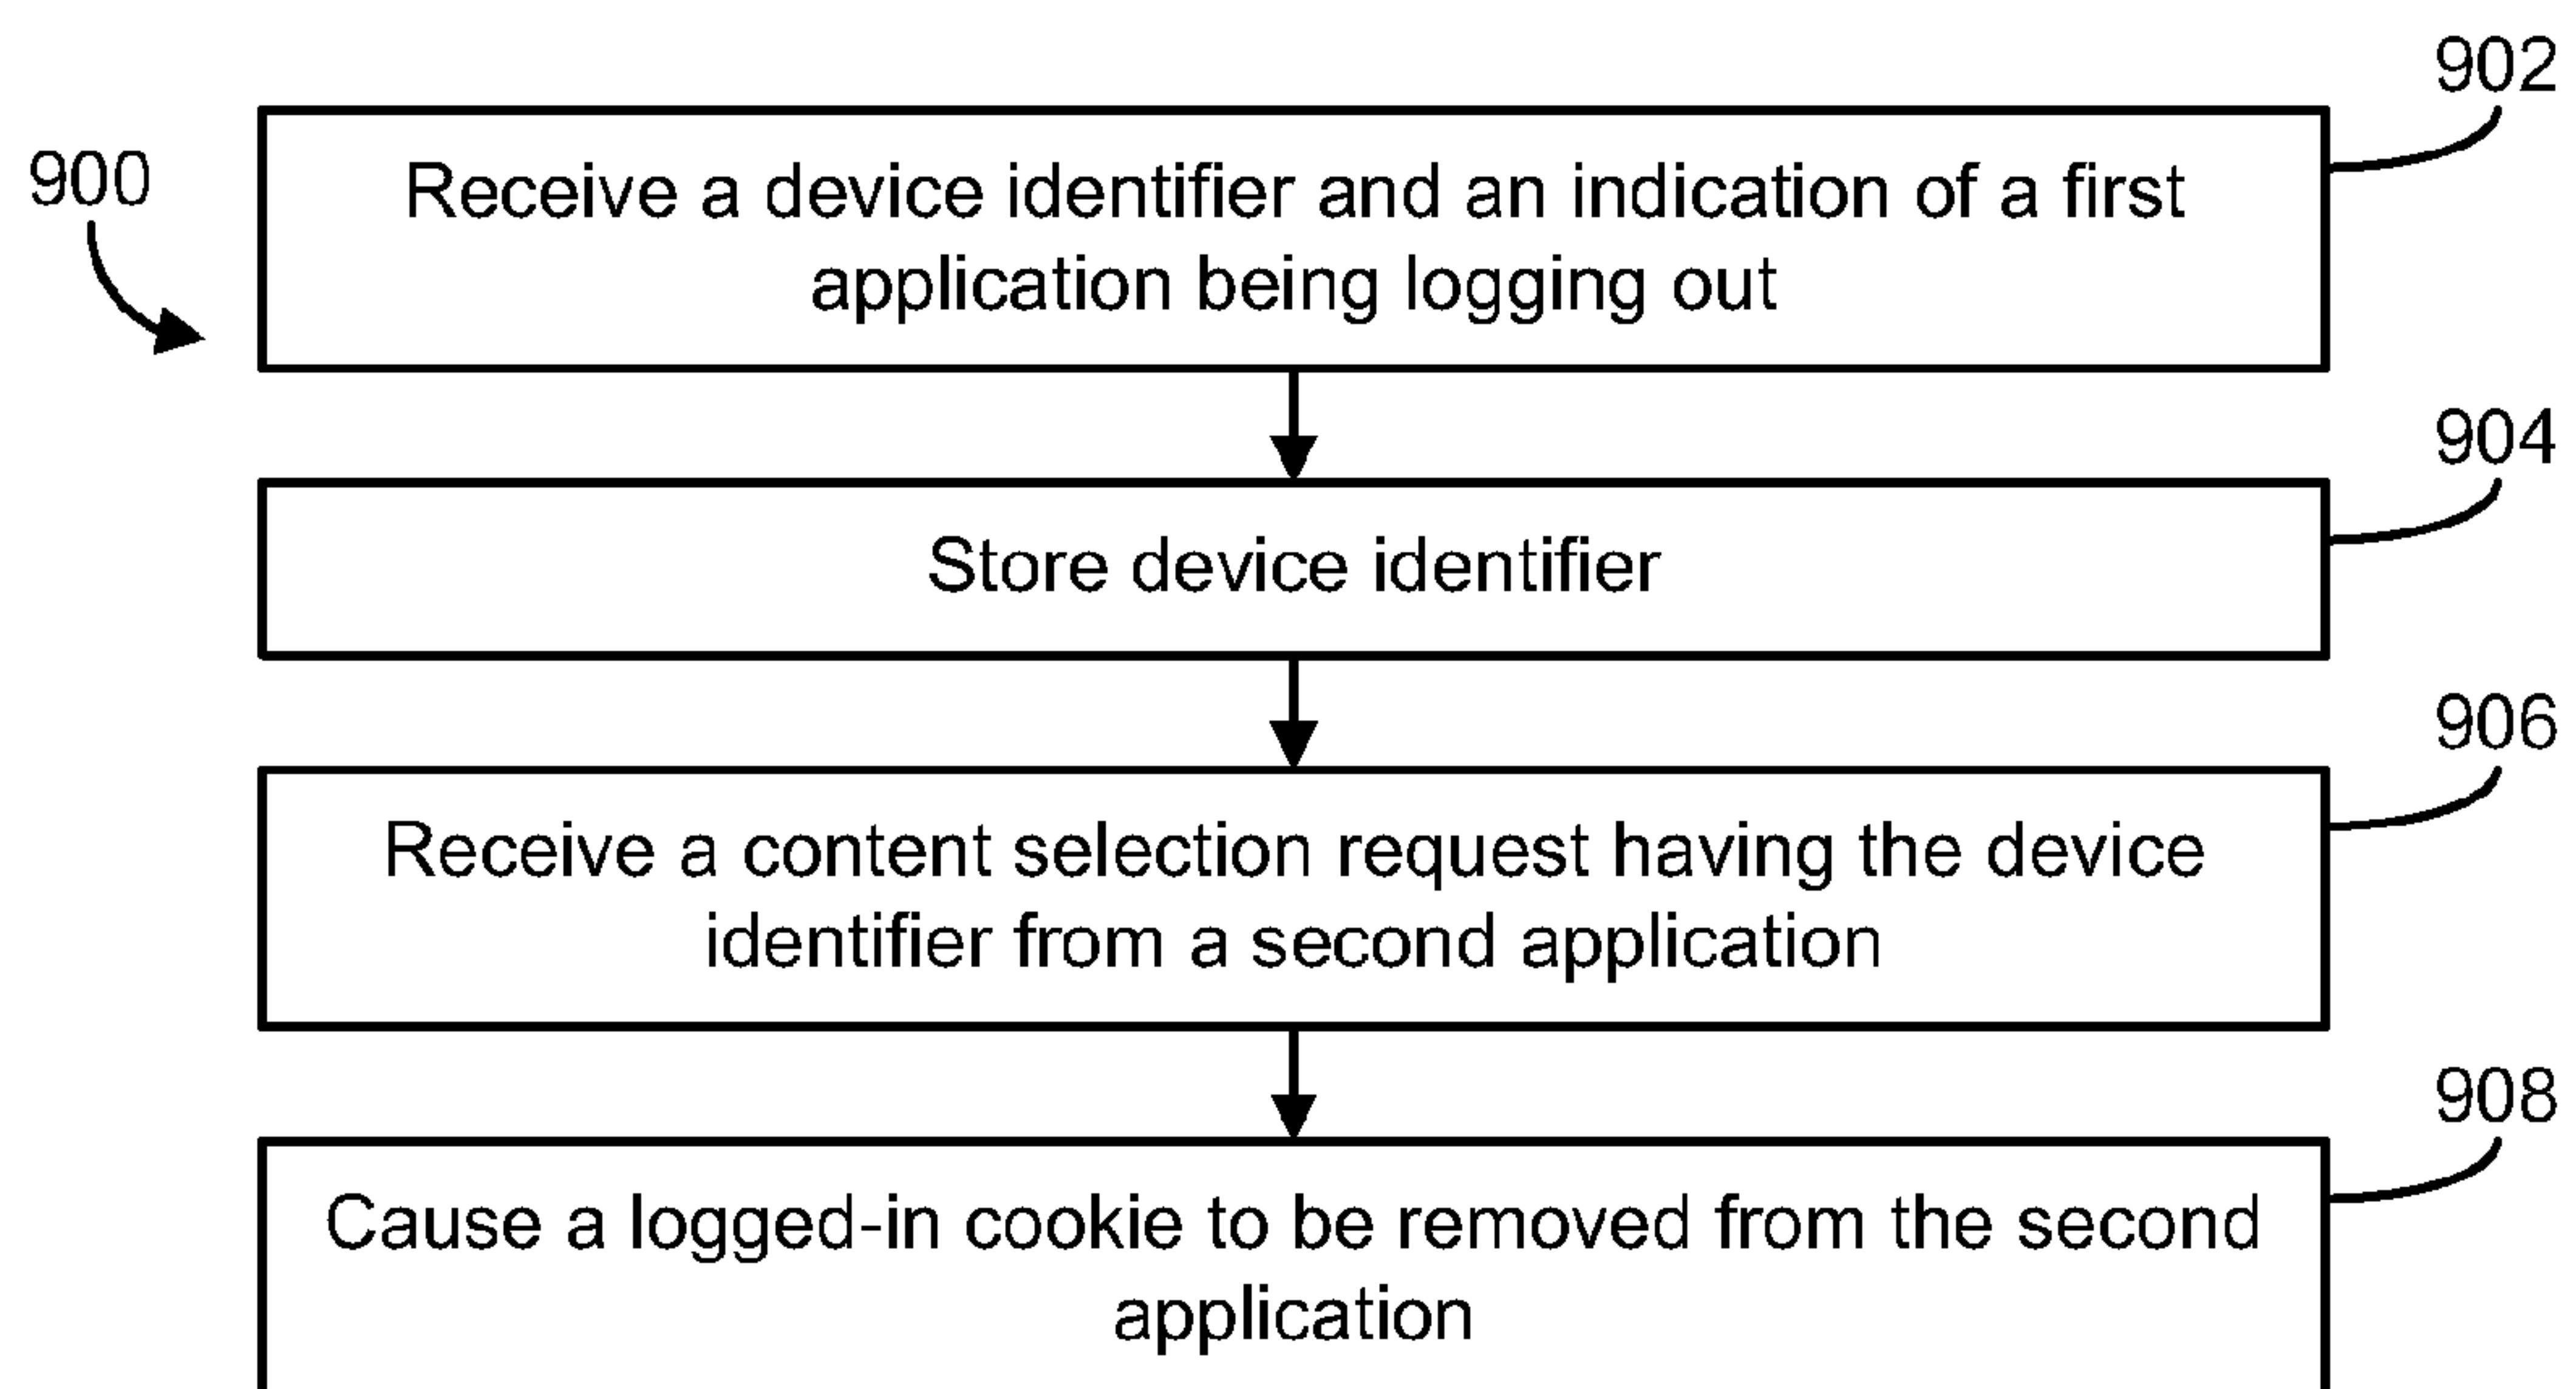 902
900
Receive a device identifier and an indication of a first
application being logging out
904
Store device identifier
906
Receive a content selection request having the device
identifier from a second application
908
Cause a logged-in cookie to be removed from the second
application